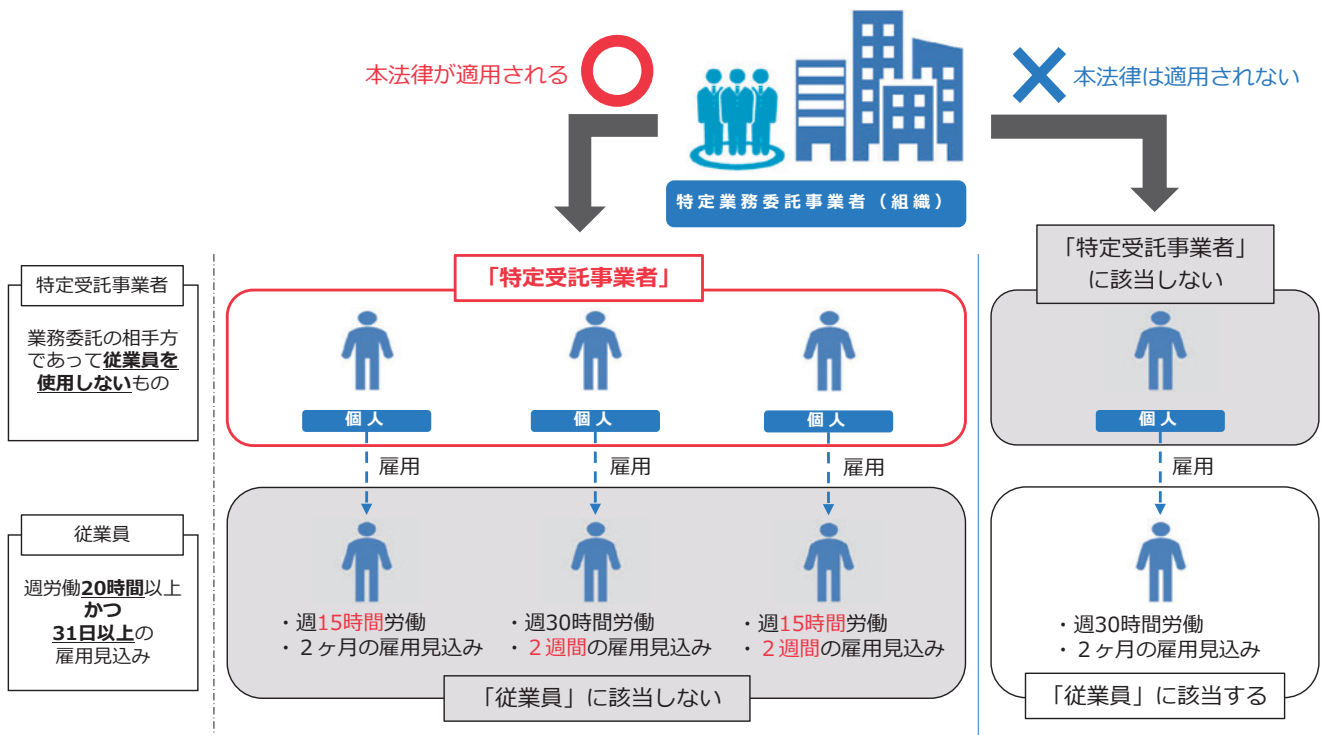 本法律が適用される
本法律は適用されない
特定業務委託事業者（組織）
特定受託事業者
業務委託の相手方
であって従業員を
使用しないもの
「特定受託事業者」
個人
個人
個人
「特定受託事業者」
に該当しない
個人
雇用
雇用
雇用
雇用
従業員
週労働20時間以上
かつ
31日以上の
雇用見込み
・週15時間労働
・２ヶ月の雇用見込み
・週30時間労働
・２週間の雇用見込み
・週15時間労働
・２週間の雇用見込み
「従業員」に該当しない
・週30時間労働
・２ヶ月の雇用見込み
「従業員」に該当する